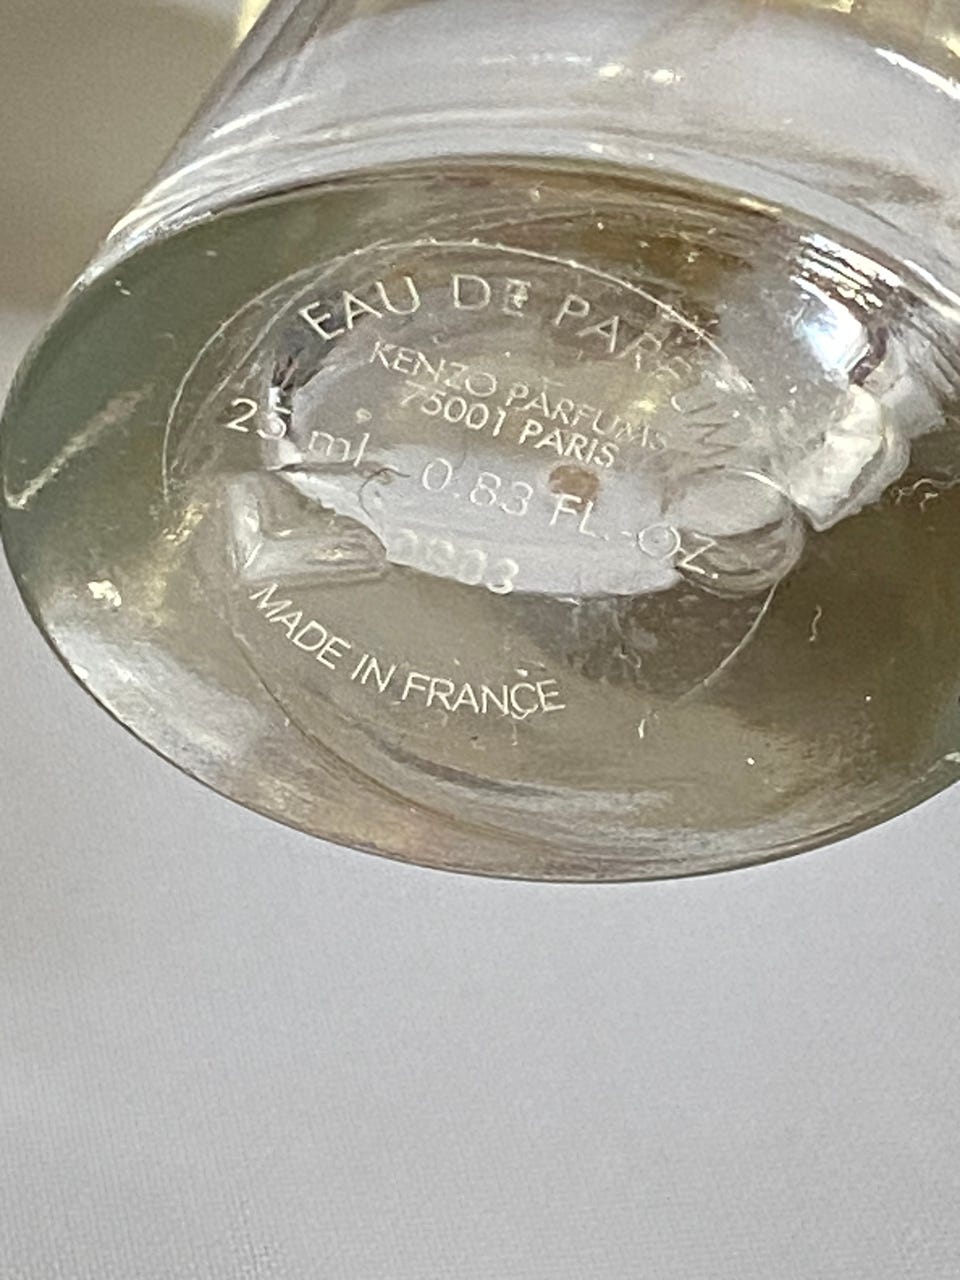 EAU DE PARFUM
KENZO PARFUMS
75001 PARIS
25 ml - 0.83 FL.-OZ.
MADE IN FRANCE